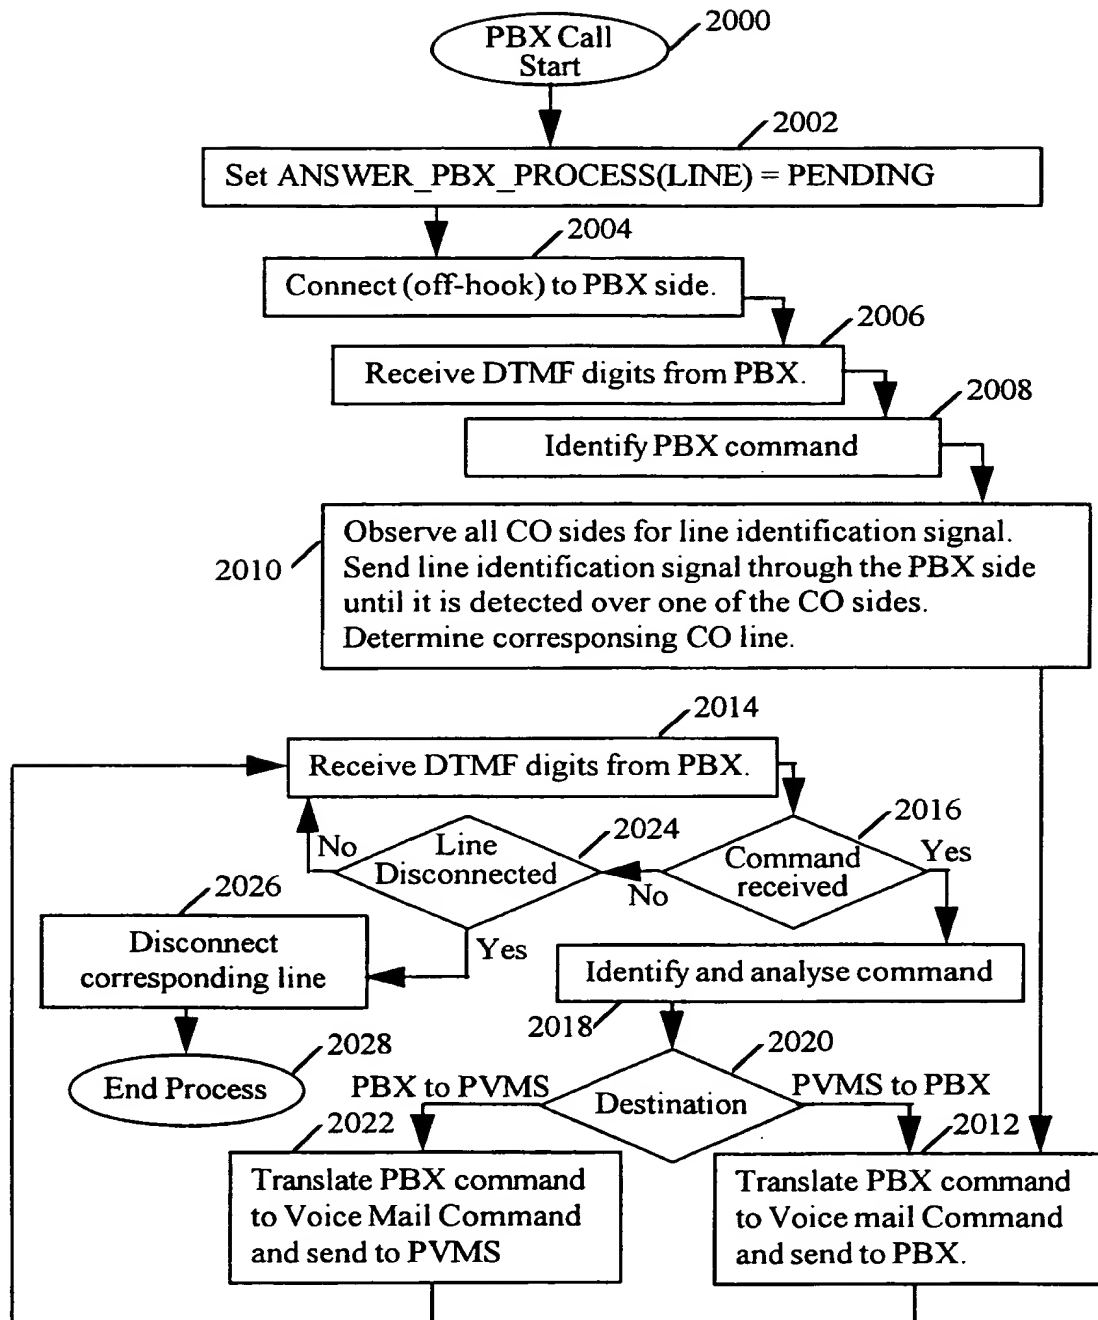 PBX Call
Start
2000
2002
Set ANSWER_PBX_PROCESS(LINE) = PENDING
2004
Connect (off-hook) to PBX side.
2006
Receive DTMF digits from PBX.
2008
Identify PBX command
2010
Observe all CO sides for line identification signal.
Send line identification signal through the PBX side
until it is detected over one of the CO sides.
Determine corresponsing CO line.
2014
Receive DTMF digits from PBX.
2016
Command
received
Yes
No
2024
Line
Disconnected
No
Yes
2026
Disconnect
corresponding line
2028
End Process
Identify and analyse command
2018
2020
Destination
PBX to PVMS
PVMS to PBX
2022
Translate PBX command
to Voice Mail Command
and send to PVMS
2012
Translate PBX command
to Voice mail Command
and send to PBX.